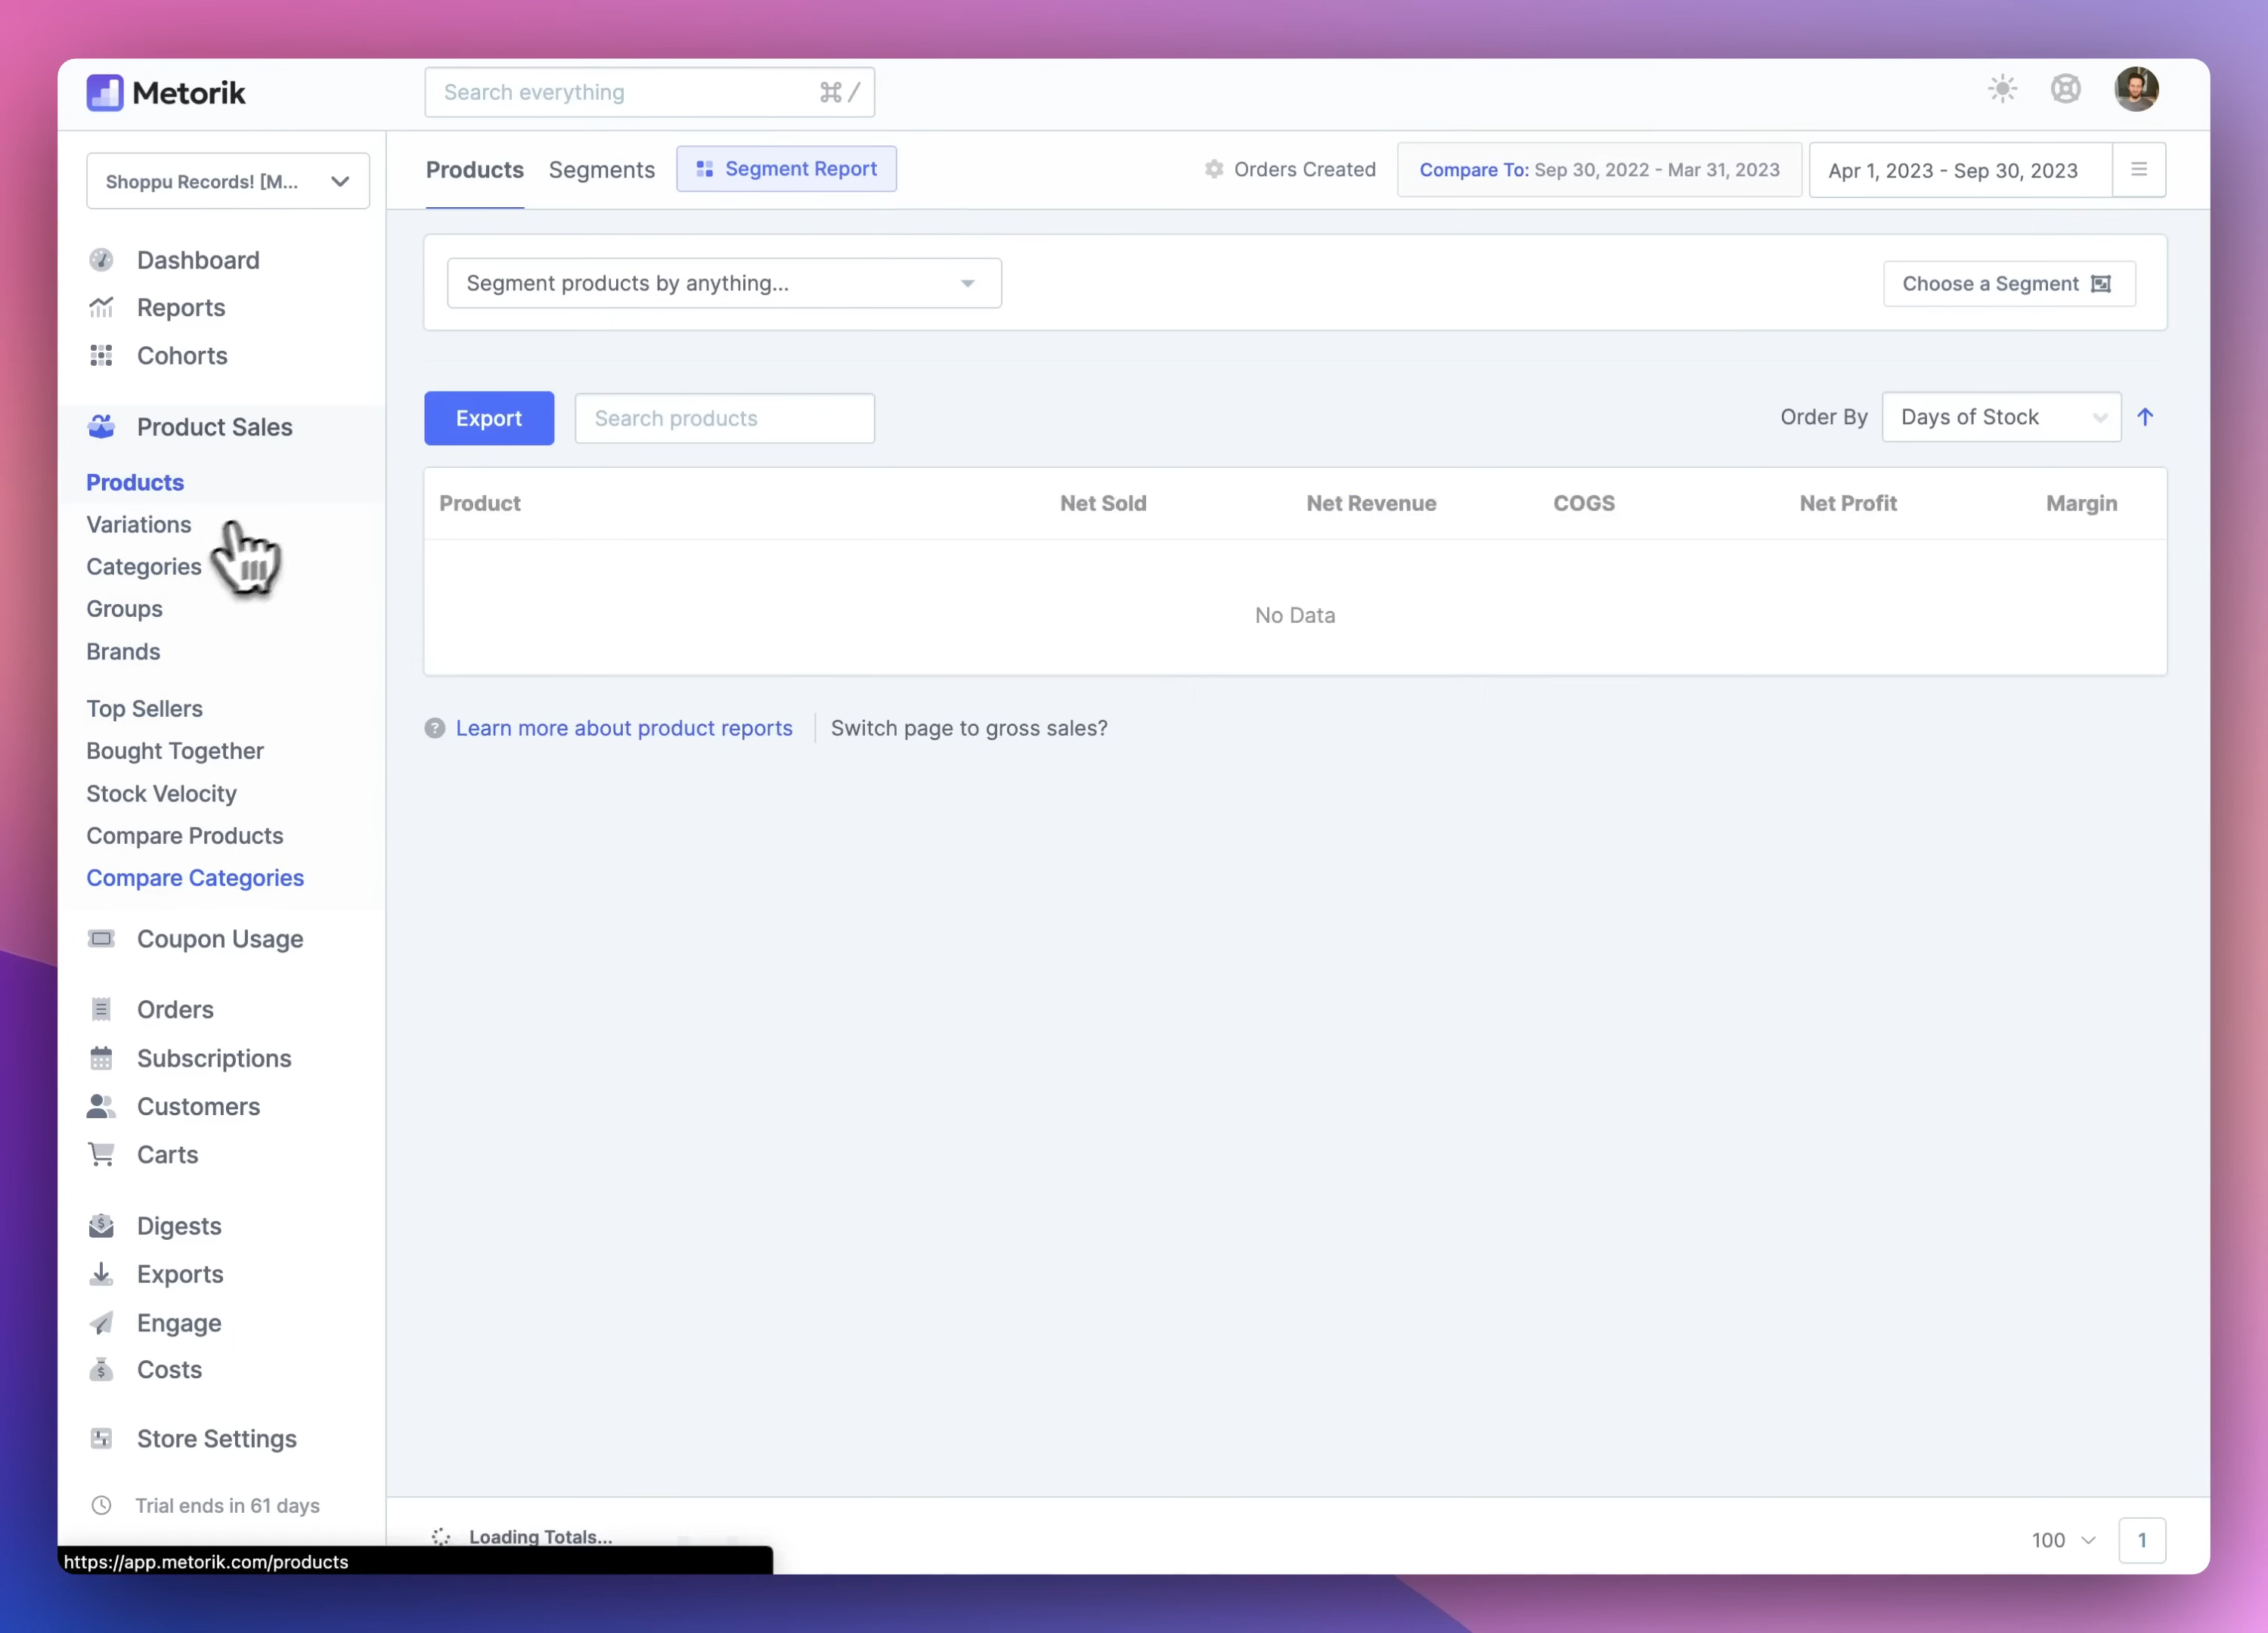 Metorik
Search everything ⌘ /
Shoppu Records! [M...
Products Segments Segment Report
Orders Created
Compare To: Sep 30, 2022 - Mar 31, 2023
Apr 1, 2023 - Sep 30, 2023
Dashboard
Reports
Cohorts
Product Sales
Products
Variations
Categories
Groups
Brands
Top Sellers
Bought Together
Stock Velocity
Compare Products
Compare Categories
Coupon Usage
Orders
Subscriptions
Customers
Carts
Digests
Exports
Engage
Costs
Store Settings
Trial ends in 61 days
Segment products by anything...
Choose a Segment
Export
Search products
Order By Days of Stock
Product Net Sold Net Revenue COGS Net Profit Margin
No Data
Learn more about product reports Switch page to gross sales?
Loading Totals...
100 1
https://app.metorik.com/products